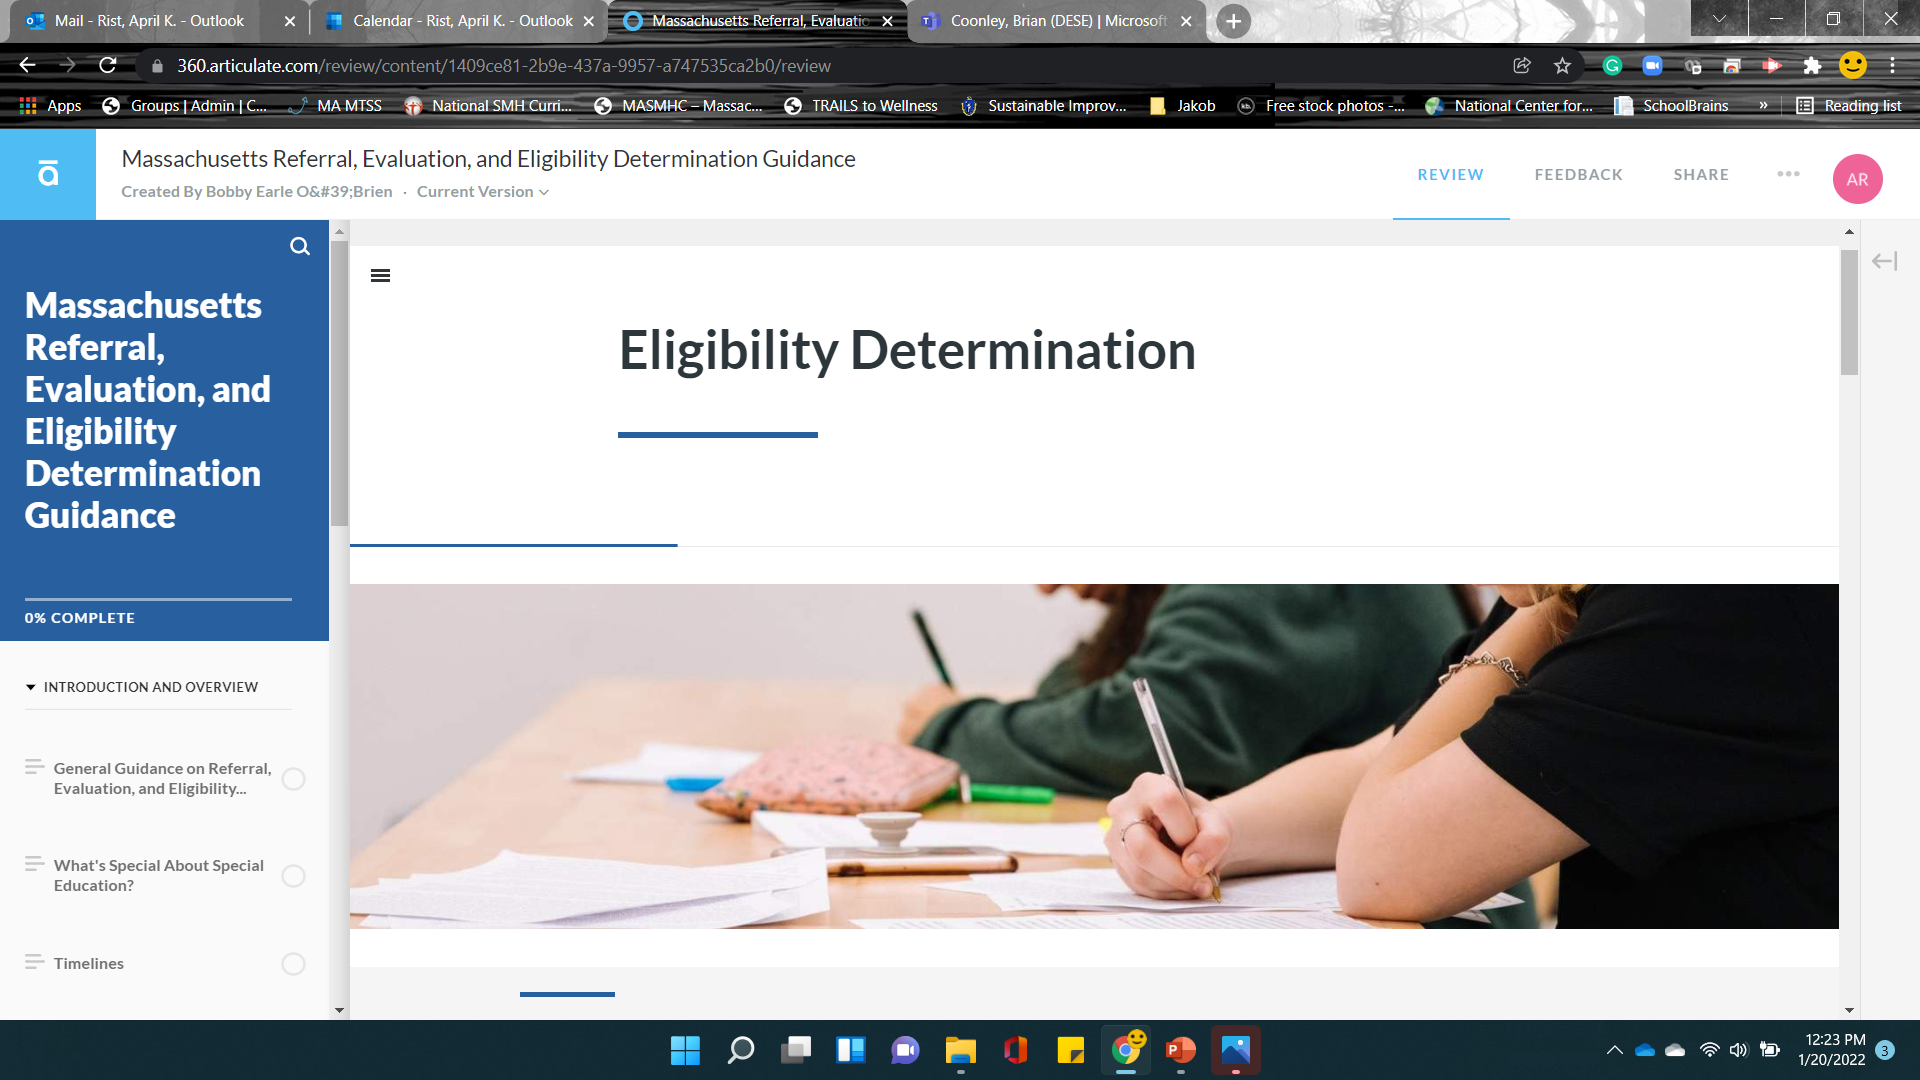 Mail - Rist, April K. - Outlook
Calendar - Rist, April K. - Outlook
Massachusetts Referral, Evaluatio
Coonley, Brian (DESE) | Microsoft
360.articulate.com/review/content/1409ce81-2b9e-437a-9957-a747535ca2b0/review
Apps
Groups | Admin | C...
MA MTSS
National SMH Curri...
MASMHC – Massac...
TRAILS to Wellness
Sustainable Improv...
Jakob
Free stock photos -...
National Center for...
SchoolBrains
»
Reading list
Massachusetts Referral, Evaluation, and Eligibility Determination Guidance
Created By Bobby Earle O&#39;Brien · Current Version
REVIEW
FEEDBACK
SHARE
AR
Massachusetts
Referral,
Evaluation, and
Eligibility
Determination
Guidance
0% COMPLETE
INTRODUCTION AND OVERVIEW
General Guidance on Referral,
Evaluation, and Eligibility...
What's Special About Special
Education?
Timelines
Eligibility Determination
12:23 PM
1/20/2022
3